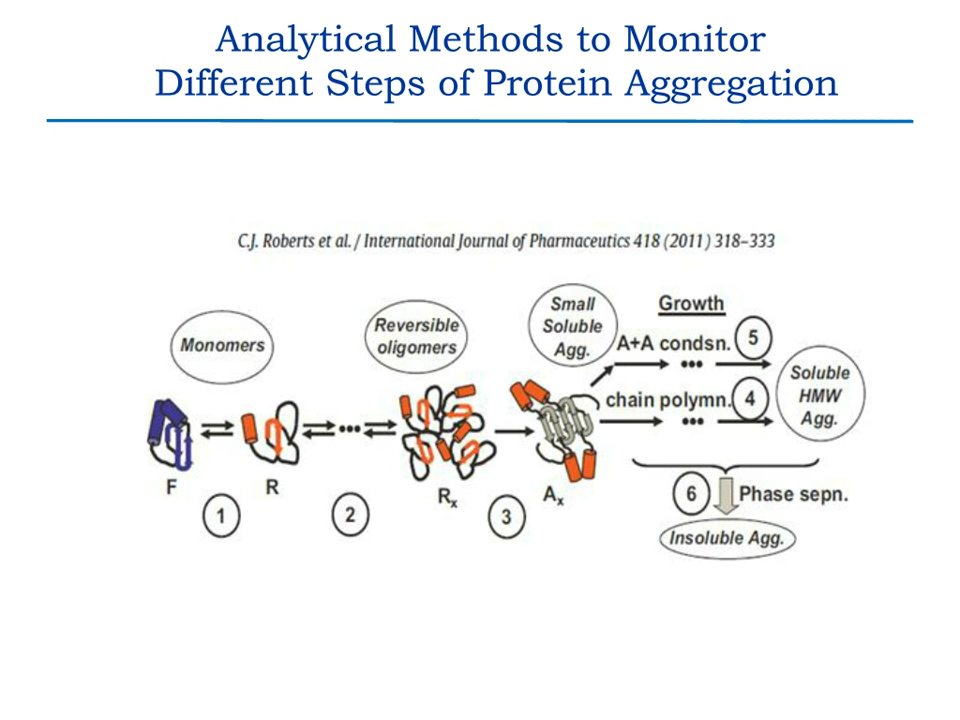 Analytical Methods to Monitor
Different Steps of Protein Aggregation
C.J. Roberts et al. / International Journal of Pharmaceutics 418 (2011) 318–333
Monomers
Reversible
oligomers
Small
Soluble
Agg.
Growth
A+A condsn.
5
chain polymn.
4
Soluble
HMW
Agg.
F
R
Rx
Ax
1
2
3
6
Phase sepn.
Insoluble Agg.